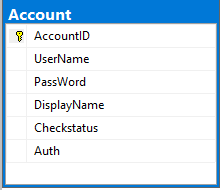 Account
AccountID
UserName
PassWord
DisplayName
Checkstatus
Auth